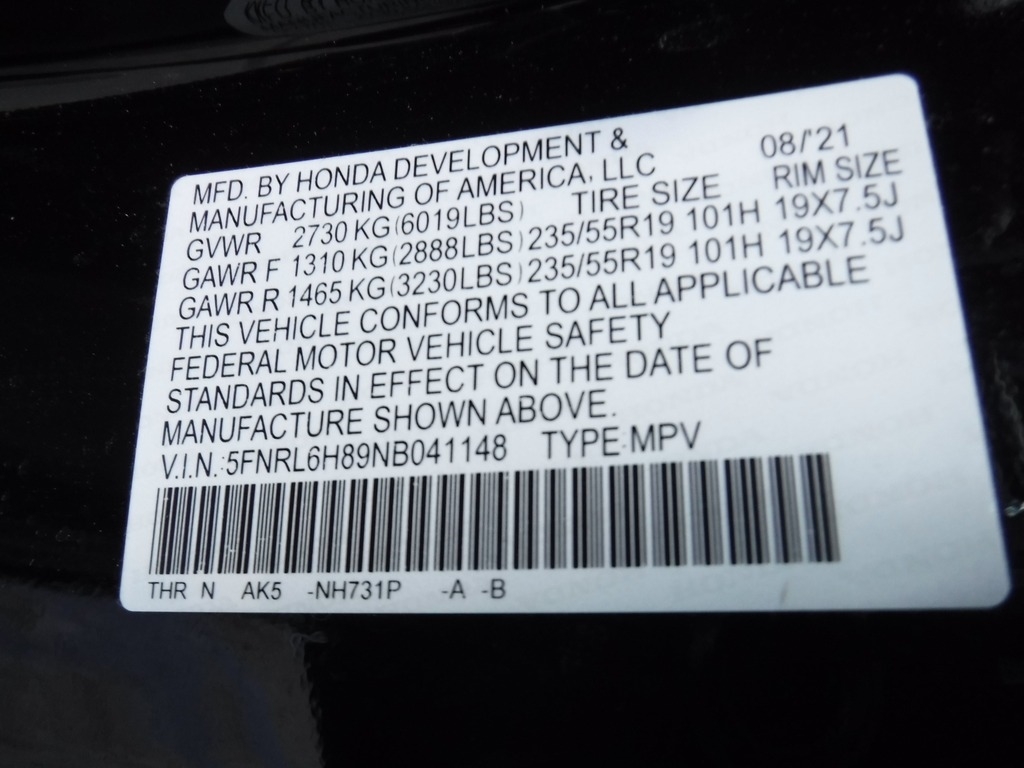 MFD. BY HONDA DEVELOPMENT & 08/'21
MANUFACTURING OF AMERICA, LLC
GVWR 2730 KG(6019LBS) TIRE SIZE RIM SIZE
GAWR F 1310 KG(2888LBS) 235/55R19 101H 19X7.5J
GAWR R 1465 KG(3230LBS) 235/55R19 101H 19X7.5J
THIS VEHICLE CONFORMS TO ALL APPLICABLE
FEDERAL MOTOR VEHICLE SAFETY
STANDARDS IN EFFECT ON THE DATE OF
MANUFACTURE SHOWN ABOVE.
V.I.N.:5FNRL6H89NB041148 TYPE:MPV
THR N AK5 -NH731P -A -B